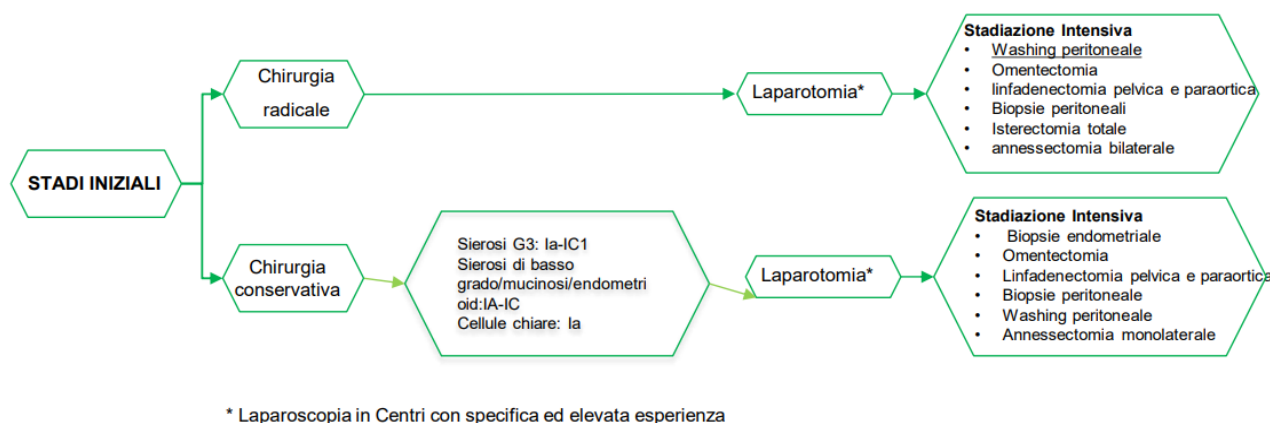 STADI INIZIALI
Chirurgia
radicale
Laparotomia*
Stadiazione Intensiva
• Washing peritoneale
• Omentectomia
• linfadenectomia pelvica e paraortica
• Biopsie peritoneali
• Isterectomia totale
• annessectomia bilaterale
Chirurgia
conservativa
Sierosi G3: Ia-IC1
Sierosi di basso
grado/mucinosi/endometri
oid:IA-IC
Cellule chiare: Ia
Laparotomia*
Stadiazione Intensiva
• Biopsie endometriale
• Omentectomia
• Linfadenectomia pelvica e paraortica
• Biopsie peritoneale
• Washing peritoneale
• Annessectomia monolaterale
* Laparoscopia in Centri con specifica ed elevata esperienza